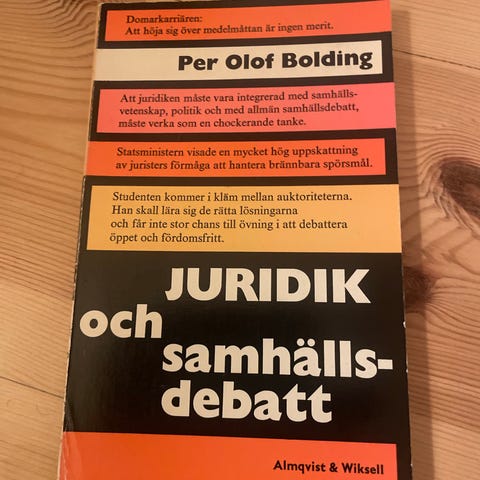 Domarkarriären:
Att höja sig över medelmåttan är ingen merit.
Per Olof Bolding
Att juridiken måste vara integrerad med samhälls-
vetenskap, politik och med allmän samhällsdebatt,
måste verka som en chockerande tanke.
Statsministern visade en mycket hög uppskattning
av juristers förmåga att hantera brännbara spörsmål.
Studenten kommer i kläm mellan auktoriteterna.
Han skall lära sig de rätta lösningarna
och får inte stor chans till övning i att debattera
öppet och fördomsfritt.
JURIDIK
och
samhälls-
debatt
Almqvist & Wiksell